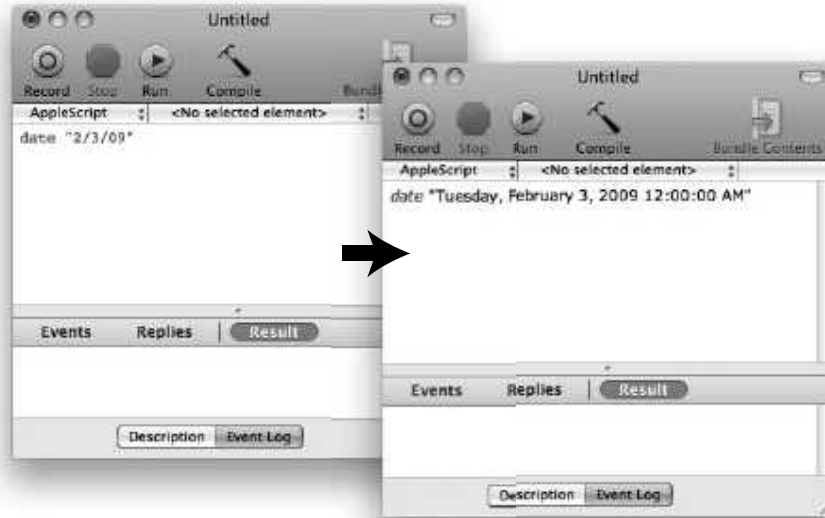 Untitled
Record Stop Run Compile
AppleScript <No selected element>
date "2/3/09"
Events Replies Result
Description Event Log
Untitled
Record Stop Run Compile Bundle Contents
AppleScript <No selected element>
date "Tuesday, February 3, 2009 12:00:00 AM"
Events Replies Result
Description Event Log